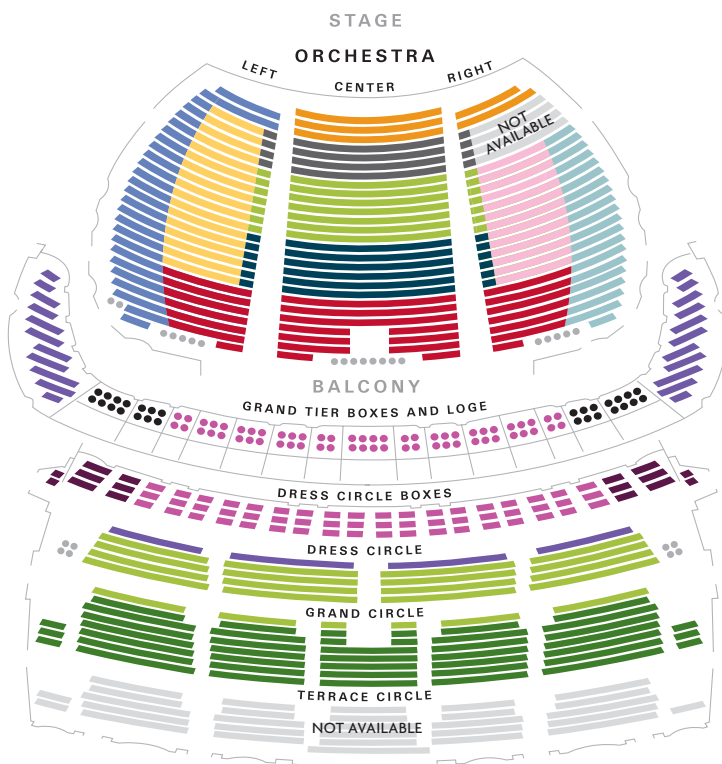 STAGE
ORCHESTRA
LEFT
CENTER
RIGHT
NOT
AVAILABLE
BALCONY
GRAND TIER BOXES AND LOGE
DRESS CIRCLE BOXES
DRESS CIRCLE
GRAND CIRCLE
TERRACE CIRCLE
NOT AVAILABLE